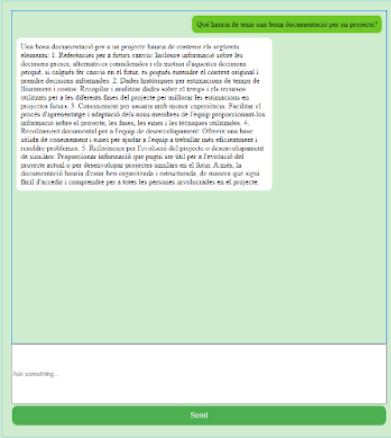 Què hauria de tenir una bona documentació per un projecte?
Una bona documentació per a un projecte hauria de contenir els següents
elements: 1. Referències per a futurs canvis: Incloure informació sobre les
decisions preses, alternatives considerades i els motius d'aquestes decisions
perquè, si calgués fer canvis en el futur, es pogués entendre el context original i
prendre decisions. 2. Dades històriques per estimacions de temps de
lliurament i costos: Recopilar i analitzar dades sobre el temps i els recursos
utilitzats per a les diferents fases del projecte per millorar les estimacions en
projectes futurs. 3. Coneixement per usuaris amb menor experiència: Facilitar el
procés d'aprenentatge i adaptació dels nous membres de l'equip proporcionant-los
informació sobre el projecte, les fases, les eines i les tècniques utilitzades. 4.
Recolzament documental per a l'equip de desenvolupament: Oferir una base
sòlida de coneixement i eines per ajudar a l'equip a treballar més eficientment i
resoldre problemes. 5. Referències per l'evolució del projecte o desenvolupament
de similars: Proporcionar informació que pugui ser útil per a l'evolució del
projecte actual o per desenvolupar projectes similars en el futur. A més, la
documentació hauria d'estar ben organitzada i estructurada, de manera que sigui
fàcil d'accedir i comprendre per a totes les persones involucrades en el projecte.
Ask something...
Send